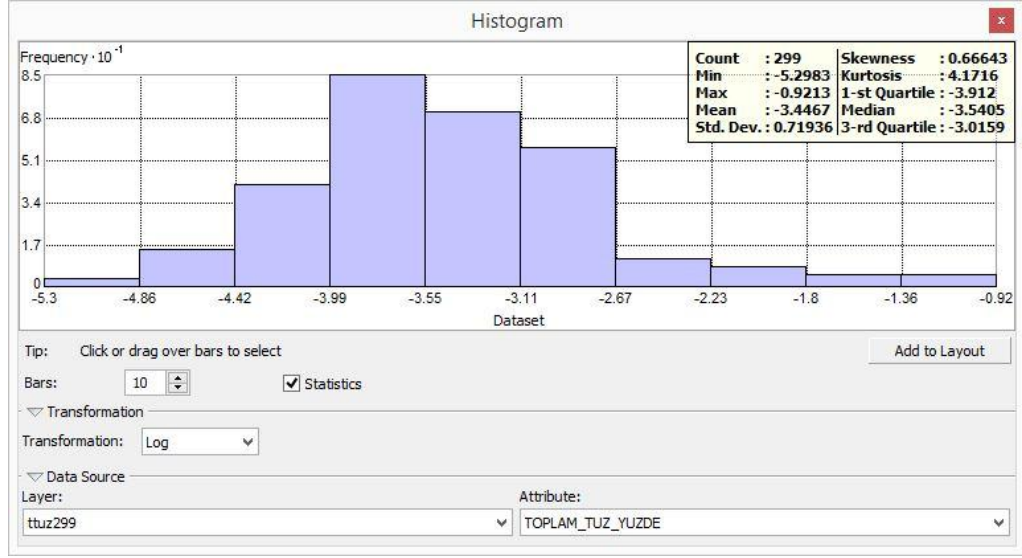 Histogram
x
Frequency · 10 -1
Count : 299 Skewness : 0.66643
Min : -5.2983 Kurtosis : 4.1716
Max : -0.9213 1-st Quartile : -3.912
Mean : -3.4467 Median : -3.5405
Std. Dev. : 0.71936 3-rd Quartile : -3.0159
8.5
6.8
5.1
3.4
1.7
0
-5.3 -4.86 -4.42 -3.99 -3.55 -3.11 -2.67 -2.23 -1.8 -1.36 -0.92
Dataset
Tip: Click or drag over bars to select Add to Layout
Bars: 10 Statistics
Transformation
Transformation: Log
Data Source
Layer: Attribute:
ttuz299 TOPLAM_TUZ_YUZDE